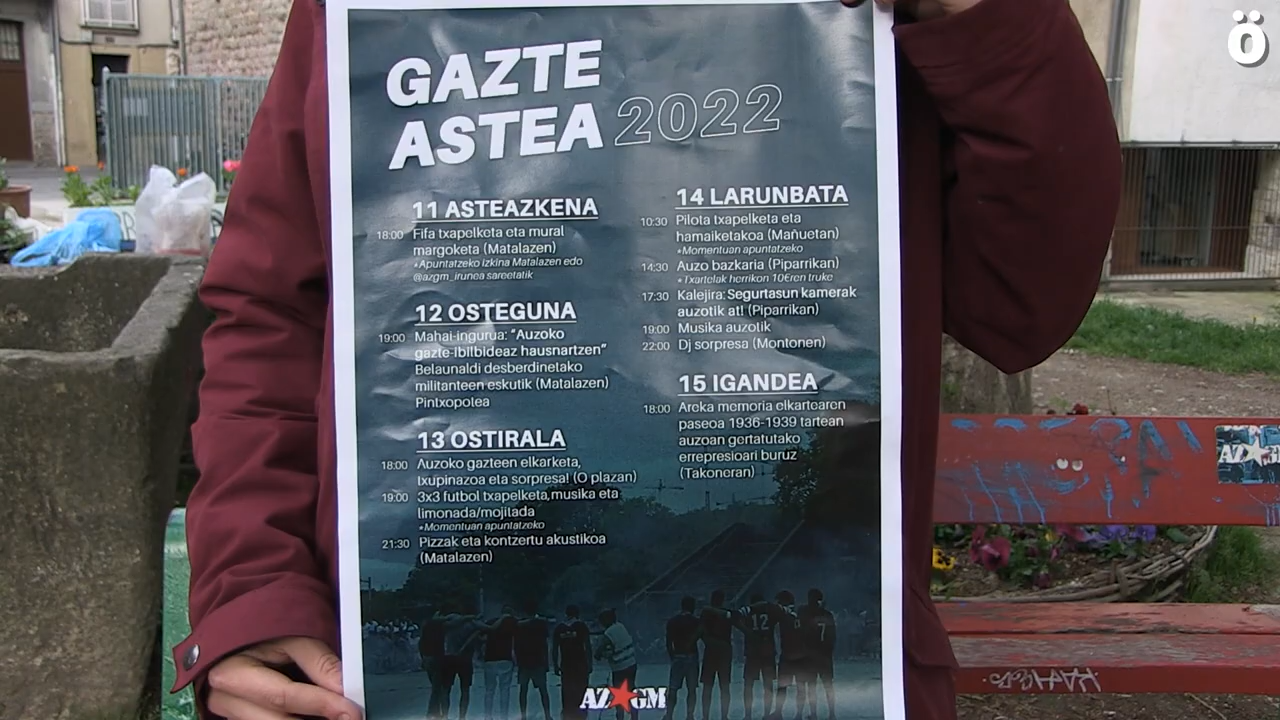 GAZTE
ASTEA 2022
11 ASTEAZKENA
18:00 Fifa txapelketa eta mural
margoketa (Matalazen)
*Apuntatzeko izkina Matalazen edo
@azgm_irunea sareetatik
12 OSTEGUNA
19:00 Mahai-ingurua: "Auzoko
gazte-ibilbideaz hausnartzen"
Belaunaldi desberdinetako
militanteen eskutik (Matalazen)
Pintxopotea
13 OSTIRALA
18:00 Auzoko gazteen elkarketa,
txupinazoa eta sorpresa! (O plazan)
19:00 3x3 futbol txapelketa, musika eta
limonada/mojitada
*Momentuan apuntatzeko
21:30 Pizzak eta kontzertu akustikoa
(Matalazen)
14 LARUNBATA
10:30 Pilota txapelketa eta
hamaiketakoa (Mañuetan)
*Momentuan apuntatzeko
14:30 Auzo bazkaria (Piparrikan)
*Txartelak herrikon 10€ren truke
17:30 Kalejira: Segurtasun kamerak
auzotik at! (Piparrikan)
19:00 Musika auzotik
22:00 Dj sorpresa (Montonen)
15 IGANDEA
18:00 Areka memoria elkartearen
paseoa 1936-1939 tartean
auzoan gertatutako
errepresioari buruz
(Takoneran)
12
7
AZ GM
AZ GM
Ö